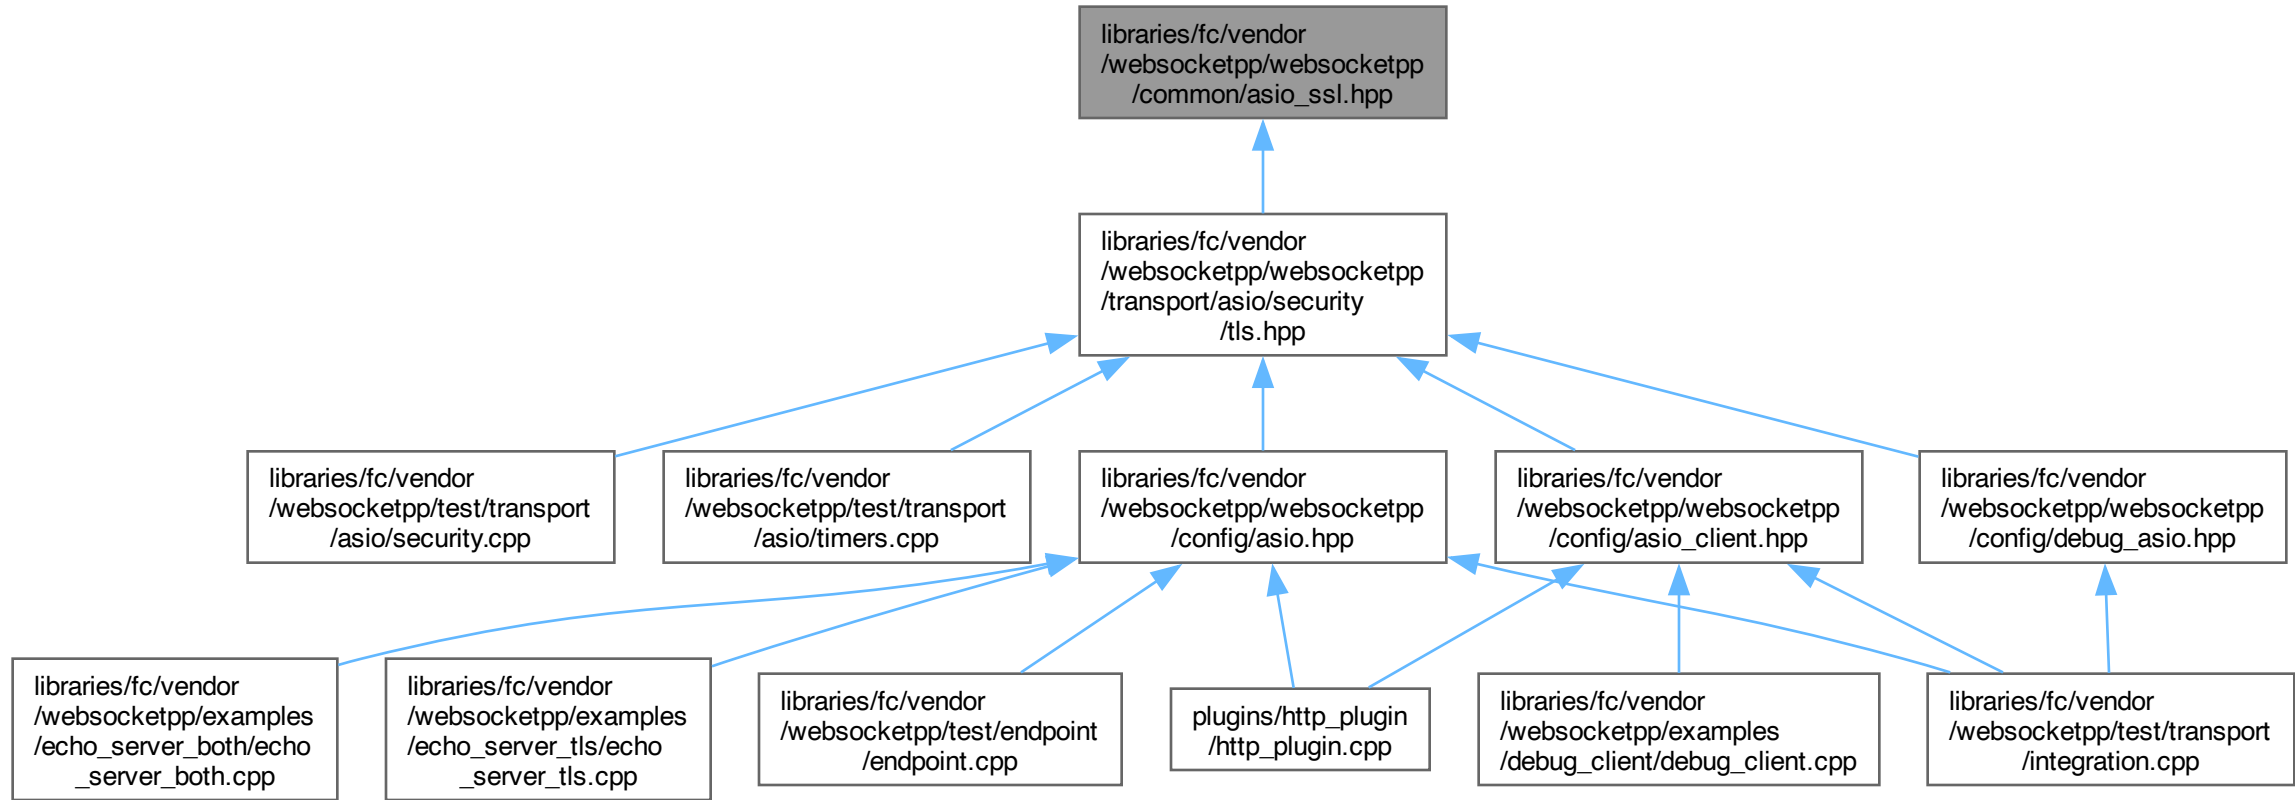 libraries/fc/vendor
/websocketpp/websocketpp
/common/asio_ssl.hpp
libraries/fc/vendor
/websocketpp/websocketpp
/transport/asio/security
/tls.hpp
libraries/fc/vendor
/websocketpp/test/transport
/asio/security.cpp
libraries/fc/vendor
/websocketpp/test/transport
/asio/timers.cpp
libraries/fc/vendor
/websocketpp/websocketpp
/config/asio.hpp
libraries/fc/vendor
/websocketpp/websocketpp
/config/asio_client.hpp
libraries/fc/vendor
/websocketpp/websocketpp
/config/debug_asio.hpp
libraries/fc/vendor
/websocketpp/examples
/echo_server_both/echo
_server_both.cpp
libraries/fc/vendor
/websocketpp/examples
/echo_server_tls/echo
_server_tls.cpp
libraries/fc/vendor
/websocketpp/test/endpoint
/endpoint.cpp
plugins/http_plugin
/http_plugin.cpp
libraries/fc/vendor
/websocketpp/examples
/debug_client/debug_client.cpp
libraries/fc/vendor
/websocketpp/test/transport
/integration.cpp